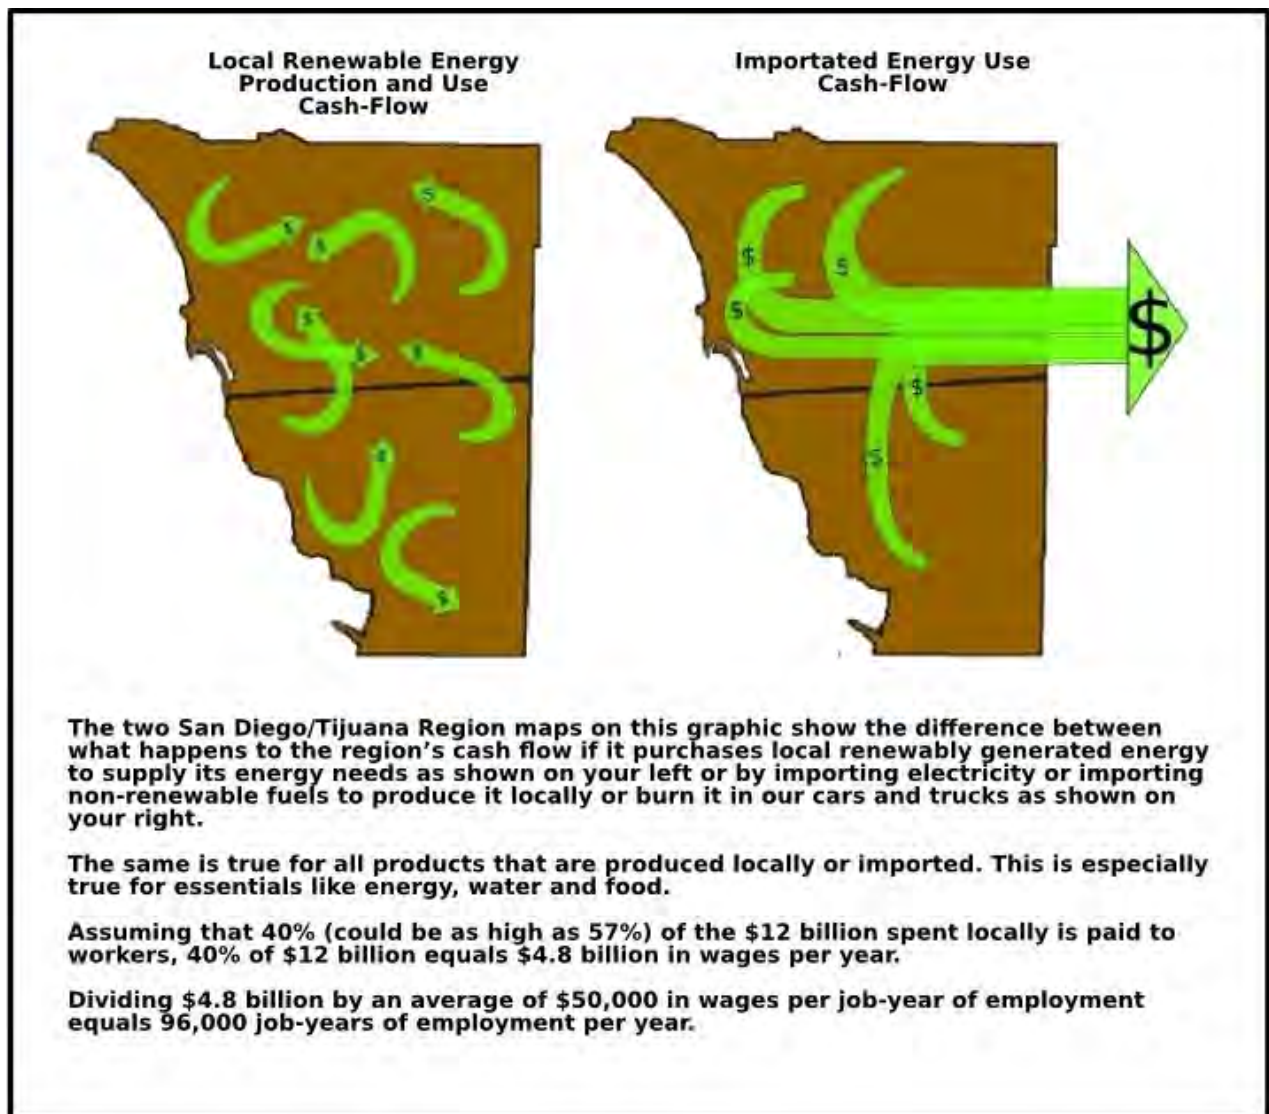 Local Renewable Energy
Production and Use
Cash-Flow
Importated Energy Use
Cash-Flow
$
$
$
$
$
$
$
$
$
$
$
$
$
$
The two San Diego/Tijuana Region maps on this graphic show the difference between
what happens to the region’s cash flow if it purchases local renewably generated energy
to supply its energy needs as shown on your left or by importing electricity or importing
non-renewable fuels to produce it locally or burn it in our cars and trucks as shown on
your right.
The same is true for all products that are produced locally or imported. This is especially
true for essentials like energy, water and food.
Assuming that 40% (could be as high as 57%) of the $12 billion spent locally is paid to
workers, 40% of $12 billion equals $4.8 billion in wages per year.
Dividing $4.8 billion by an average of $50,000 in wages per job-year of employment
equals 96,000 job-years of employment per year.